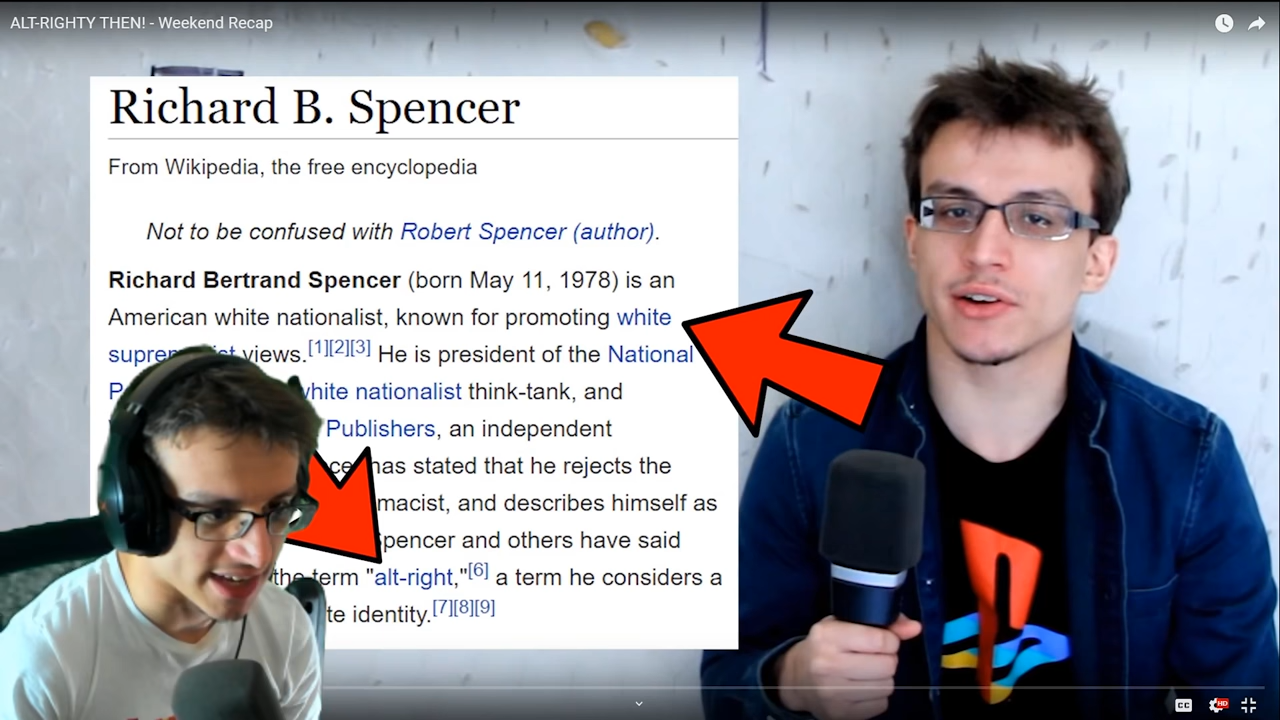 ALT-RIGHTY THEN! - Weekend Recap
Richard B. Spencer
From Wikipedia, the free encyclopedia
Not to be confused with Robert Spencer (author).
Richard Bertrand Spencer (born May 11, 1978) is an
American white nationalist, known for promoting white
views.[1][2][3] He is president of the National
white nationalist think-tank, and
Publishers, an independent
has stated that he rejects the
and describes himself as
Spencer and others have said
the term "alt-right,"[6] a term he considers a
identity.[7][8][9]
CC
HD